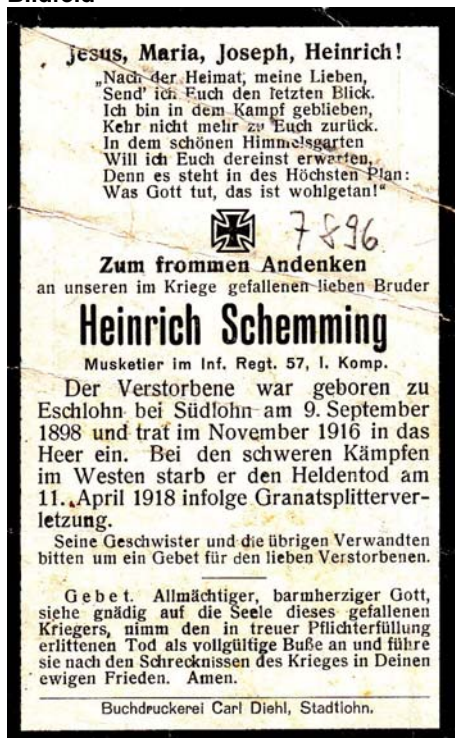 Bildfeld
Jesus, Maria, Joseph, Heinrich!
„Nach der Heimat, meine Lieben,
Send' ich Euch den letzten Blick.
Ich bin in dem Kampf geblieben,
Kehr nicht mehr zu Euch zurück.
In dem schönen Himmelsgarten
Will ich Euch dereinst erwarten,
Denn es steht in des Höchsten Plan:
Was Gott tut, das ist wohlgetan!“
7896
Zum frommen Andenken
an unseren im Kriege gefallenen lieben Bruder
Heinrich Schemming
Musketier im Inf. Regt. 57, I. Komp.
Der Verstorbene war geboren zu
Eschlohn bei Südlohn am 9. September
1898 und trat im November 1916 in das
Heer ein. Bei den schweren Kämpfen
im Westen starb er den Heldentod am
11. April 1918 infolge Granatsplitterver-
letzung.
Seine Geschwister und die übrigen Verwandten
bitten um ein Gebet für den lieben Verstorbenen.
Gebet. Allmächtiger, barmherziger Gott,
siehe gnädig auf die Seele dieses gefallenen
Kriegers, nimm den in treuer Pflichterfüllung
erlittenen Tod als vollgültige Buße an und führe
sie nach den Schrecknissen des Krieges in Deinen
ewigen Frieden. Amen.
Buchdruckerei Carl Diehl, Stadtlohn.